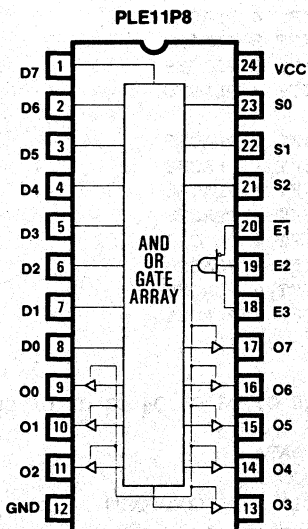 PLE11P8
D7 1 24 VCC
D6 2 23 S0
D5 3 22 S1
D4 4 21 S2
D3 5 20 E1
D2 6 19 E2
D1 7 18 E3
D0 8 17 O7
O0 9 16 O6
O1 10 15 O5
O2 11 14 O4
GND 12 13 O3
AND
OR
GATE
ARRAY